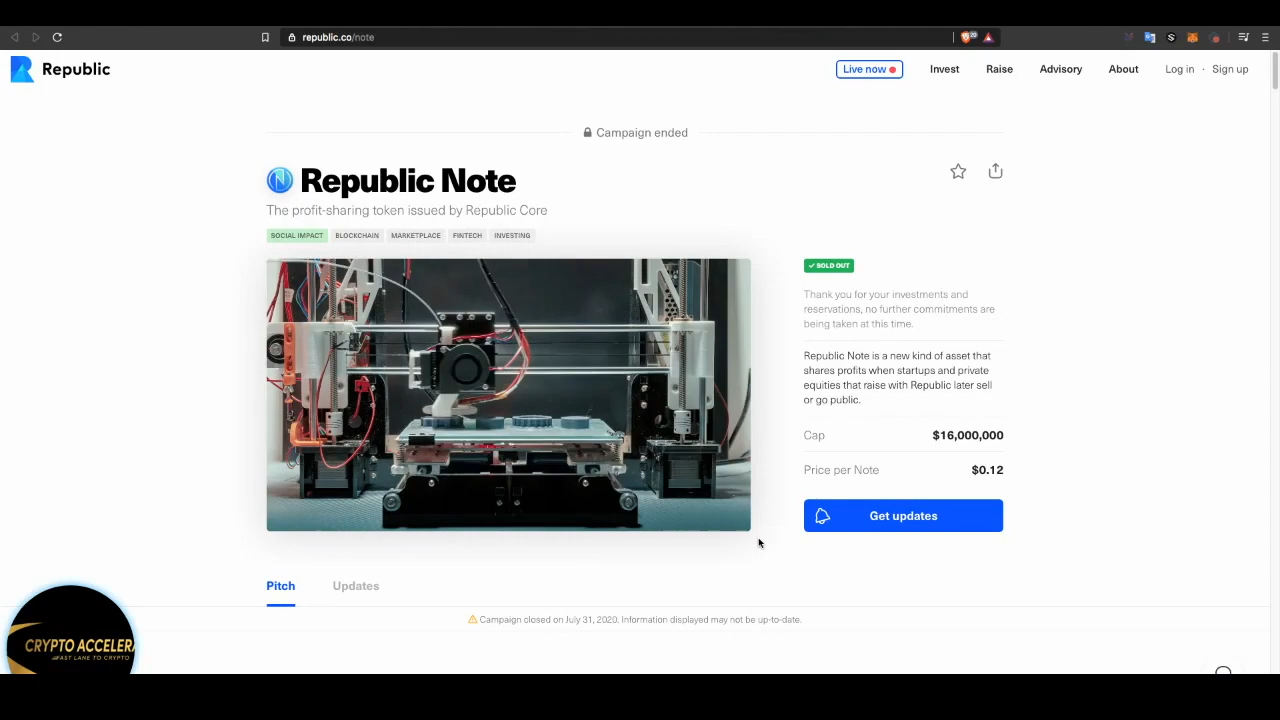 republic.co/note
20
Republic
Live now
Invest
Raise
Advisory
About
Log in · Sign up
Campaign ended
Republic Note
The profit-sharing token issued by Republic Core
SOCIAL IMPACT
BLOCKCHAIN
MARKETPLACE
FINTECH
INVESTING
✓ SOLD OUT
Thank you for your investments and
reservations, no further commitments are
being taken at this time.
Republic Note is a new kind of asset that
shares profits when startups and private
equities that raise with Republic later sell
or go public.
Cap $16,000,000
Price per Note $0.12
Get updates
Pitch
Updates
Campaign closed on July 31, 2020. Information displayed may not be up-to-date.
CRYPTO ACCELERA
FAST LANE TO CRYPTO